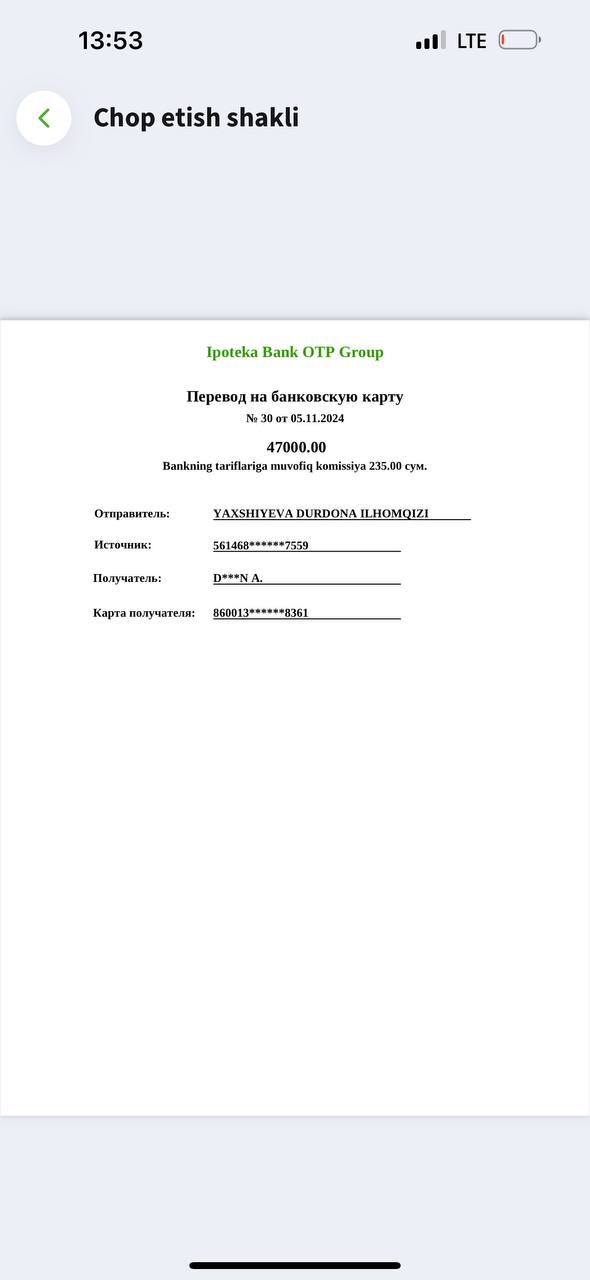 13:53 LTE
Chop etish shakli
Ipoteka Bank OTP Group
Перевод на банковскую карту
№ 30 от 05.11.2024
47000.00
Bankning tariflariga muvofiq komissiya 235.00 сум.
Отправитель: YAXSHIYEVA DURDONA ILHOMQIZI
Источник: 561468******7559
Получатель: D***N A.
Карта получателя: 860013******8361